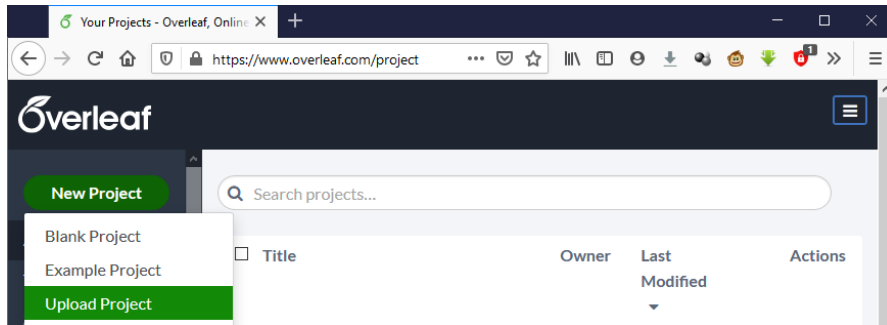 Your Projects - Overleaf, Online
https://www.overleaf.com/project
1
Overleaf
New Project
Search projects...
Blank Project
Example Project
Upload Project
Title
Owner
Last
Modified
Actions